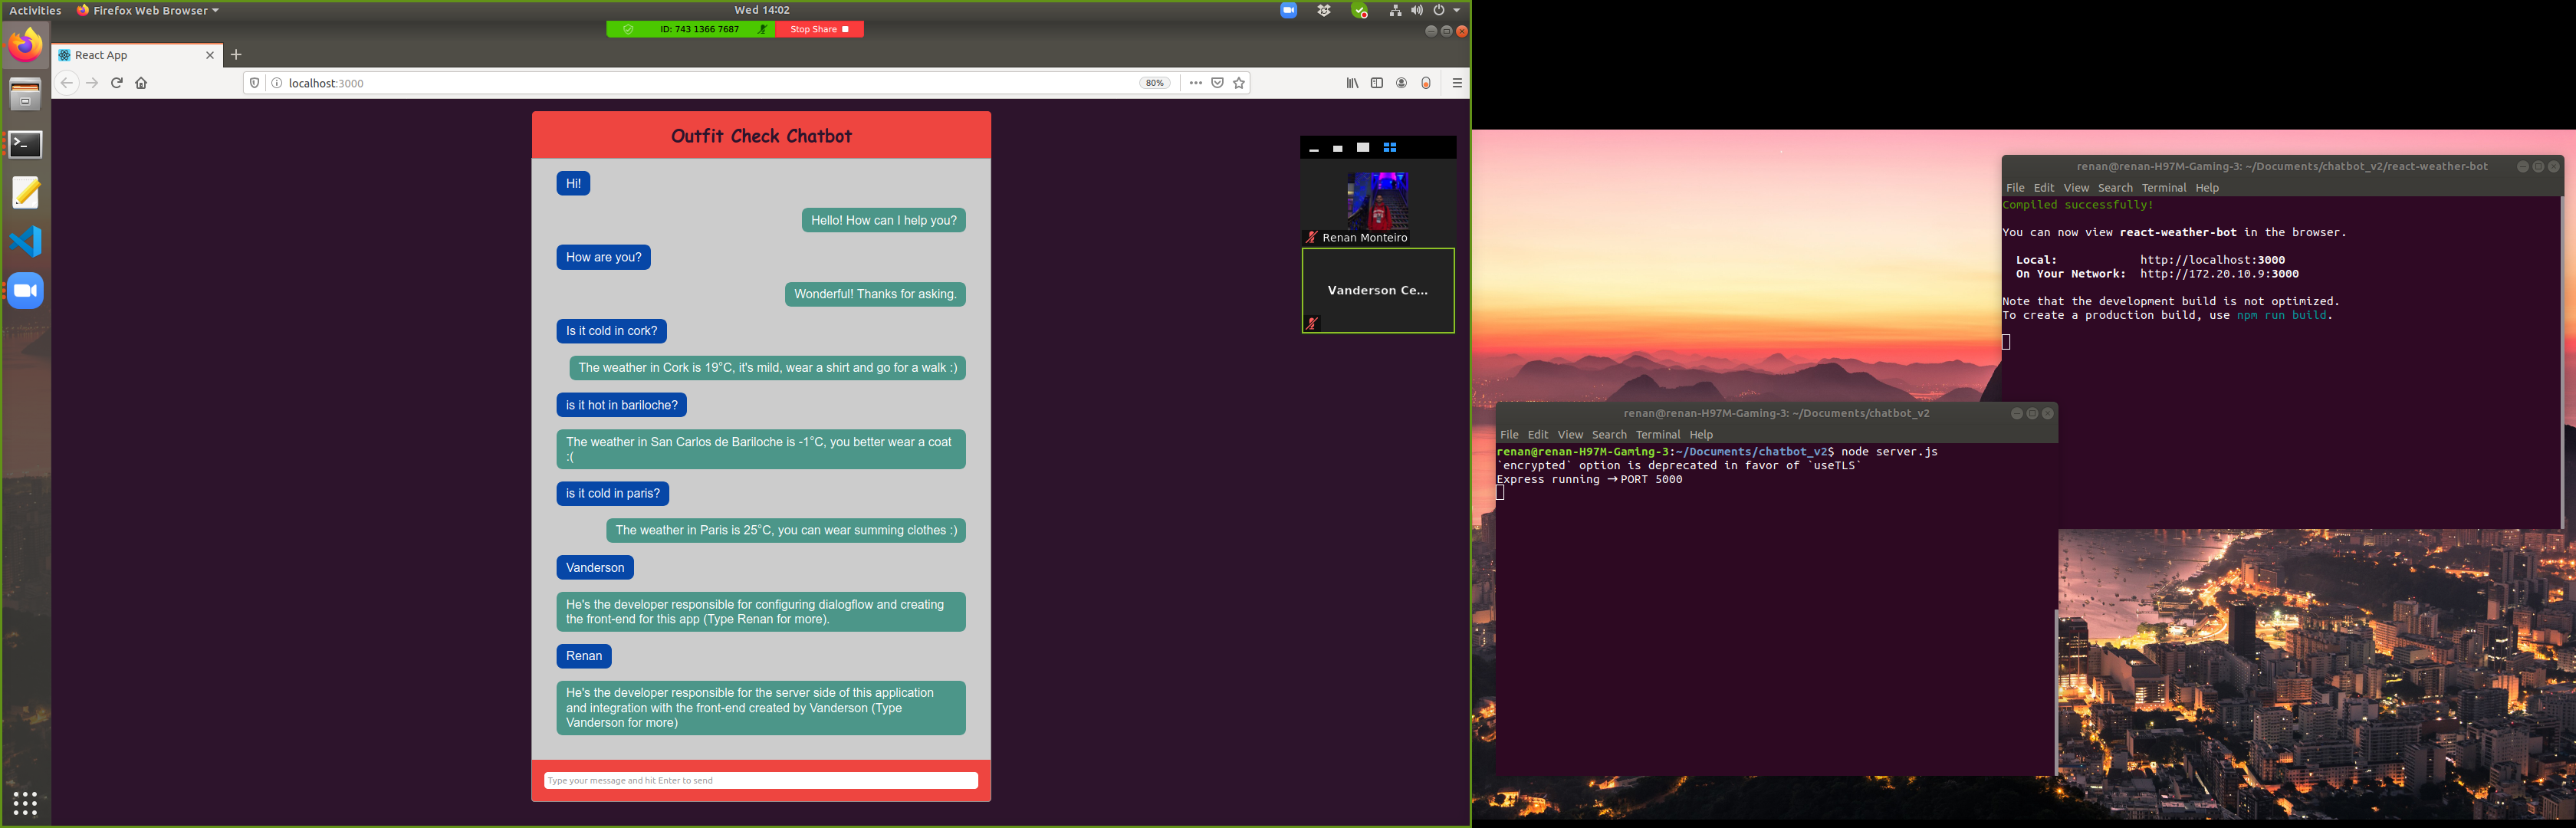 Activities
Firefox Web Browser
Wed 14:02
ID: 743 1366 7687
Stop Share
React App
localhost:3000
80%
Outfit Check Chatbot
Hi!
Hello! How can I help you?
How are you?
Wonderful! Thanks for asking.
Is it cold in cork?
The weather in Cork is 19°C, it's mild, wear a shirt and go for a walk :)
is it hot in bariloche?
The weather in San Carlos de Bariloche is -1°C, you better wear a coat
:(
is it cold in paris?
The weather in Paris is 25°C, you can wear summing clothes :)
Vanderson
He's the developer responsible for configuring dialogflow and creating
the front-end for this app (Type Renan for more).
Renan
He's the developer responsible for the server side of this application
and integration with the front-end created by Vanderson (Type
Vanderson for more)
Type your message and hit Enter to send
Renan Monteiro
Vanderson Ce...
renan@renan-H97M-Gaming-3: ~/Documents/chatbot_v2/react-weather-bot
File Edit View Search Terminal Help
Compiled successfully!
You can now view react-weather-bot in the browser.
Local: http://localhost:3000
On Your Network: http://172.20.10.9:3000
Note that the development build is not optimized.
To create a production build, use npm run build.
renan@renan-H97M-Gaming-3: ~/Documents/chatbot_v2
File Edit View Search Terminal Help
renan@renan-H97M-Gaming-3:~/Documents/chatbot_v2$ node server.js
`encrypted` option is deprecated in favor of `useTLS`
Express running → PORT 5000